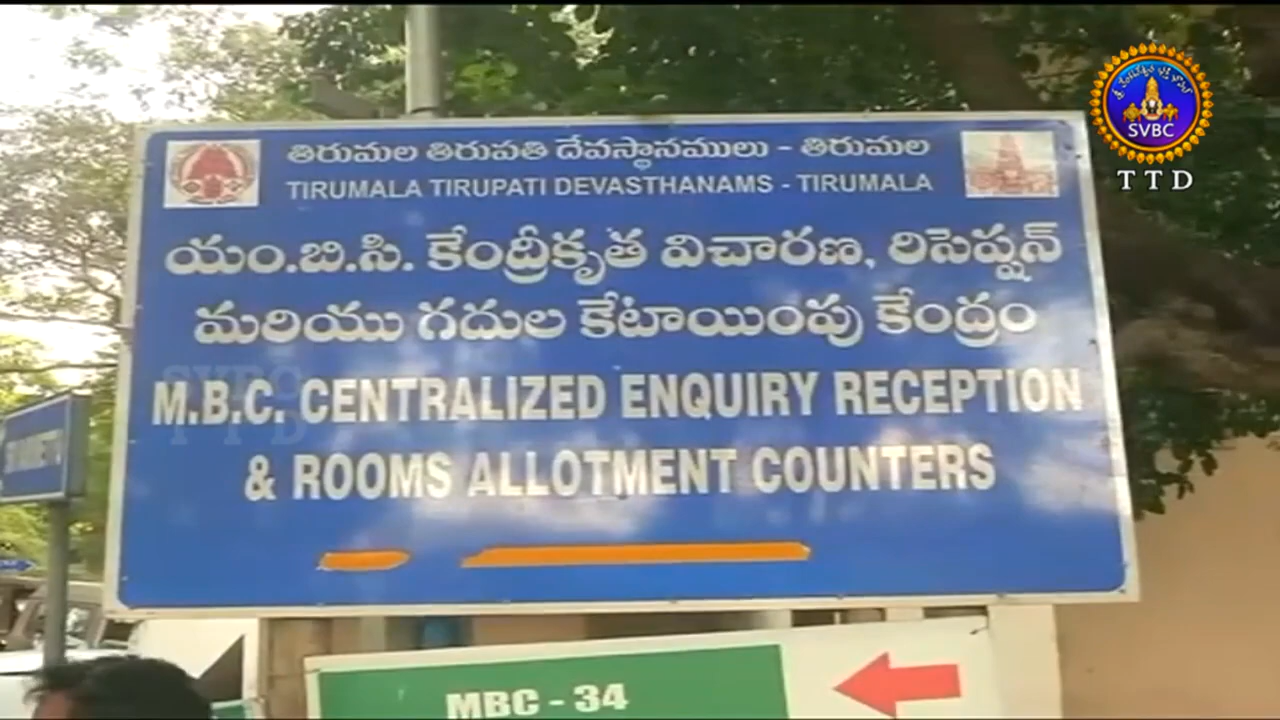 తిరుమల తిరుపతి దేవస్థానములు - తిరుమల
TIRUMALA TIRUPATI DEVASTHANAMS - TIRUMALA
యం.బి.సి. కేంద్రీకృత విచారణ, రిసెప్షన్
మరియు గదుల కేటాయింపు కేంద్రం
M.B.C. CENTRALIZED ENQUIRY RECEPTION
& ROOMS ALLOTMENT COUNTERS
MBC - 34
SVBC
TTD